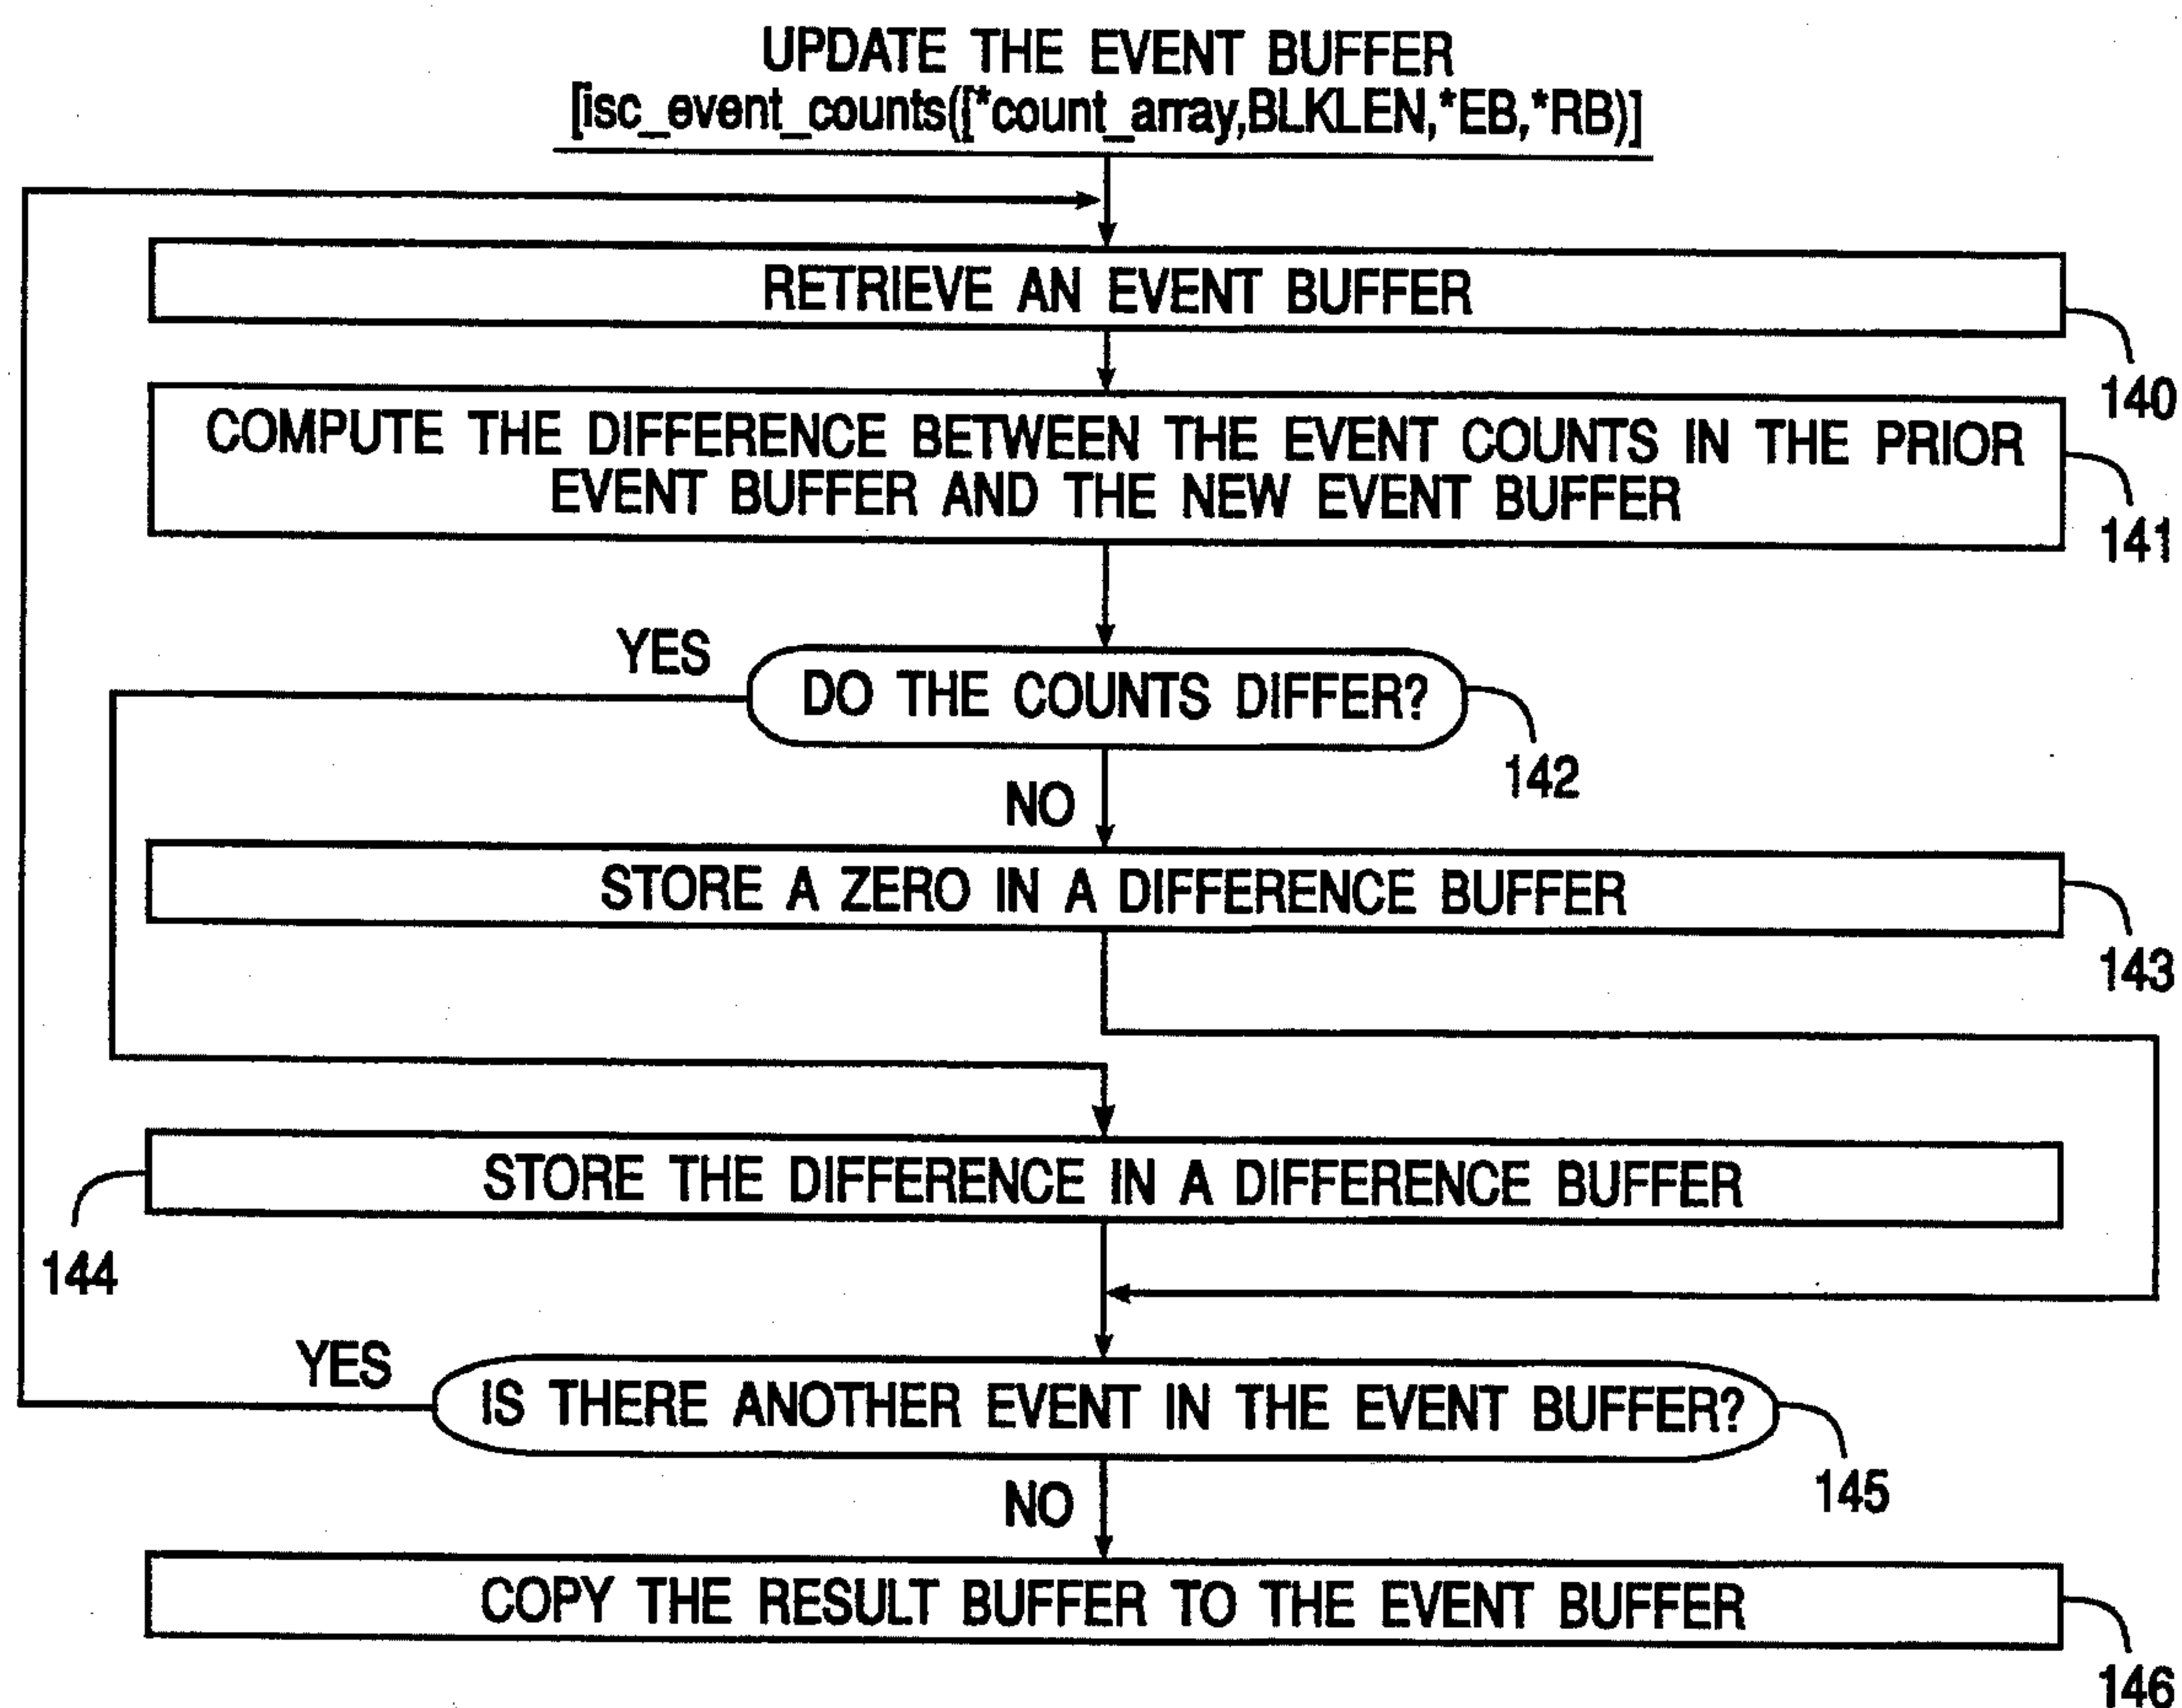 UPDATE THE EVENT BUFFER
[isc_event_counts([*count_array,BLKLEN,*EB,*RB)]
RETRIEVE AN EVENT BUFFER
140
COMPUTE THE DIFFERENCE BETWEEN THE EVENT COUNTS IN THE PRIOR
EVENT BUFFER AND THE NEW EVENT BUFFER
141
YES
DO THE COUNTS DIFFER?
142
NO
STORE A ZERO IN A DIFFERENCE BUFFER
143
STORE THE DIFFERENCE IN A DIFFERENCE BUFFER
144
YES
IS THERE ANOTHER EVENT IN THE EVENT BUFFER?
145
NO
COPY THE RESULT BUFFER TO THE EVENT BUFFER
146